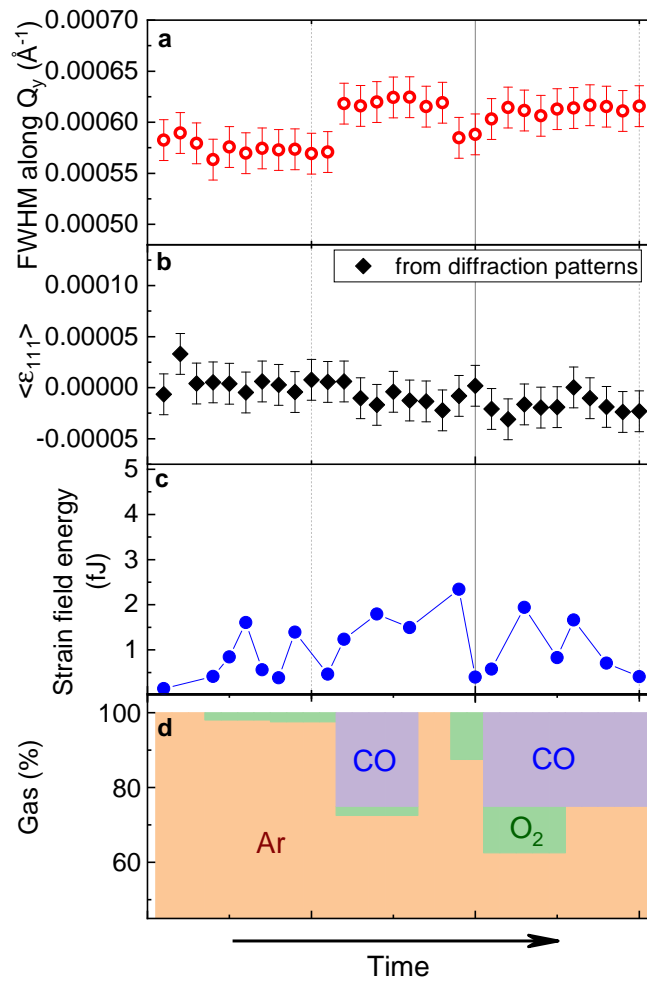 0.00070
a
0.00065
0.00060
0.00055
0.00050
FWHM along Q_y (Å⁻¹)
b
from diffraction patterns
0.00010
0.00005
0.00000
-0.00005
<ε₁₁₁>
c
5
4
3
2
1
Strain field energy
(fJ)
100
d
80
60
Gas (%)
CO
CO
Ar
O₂
Time